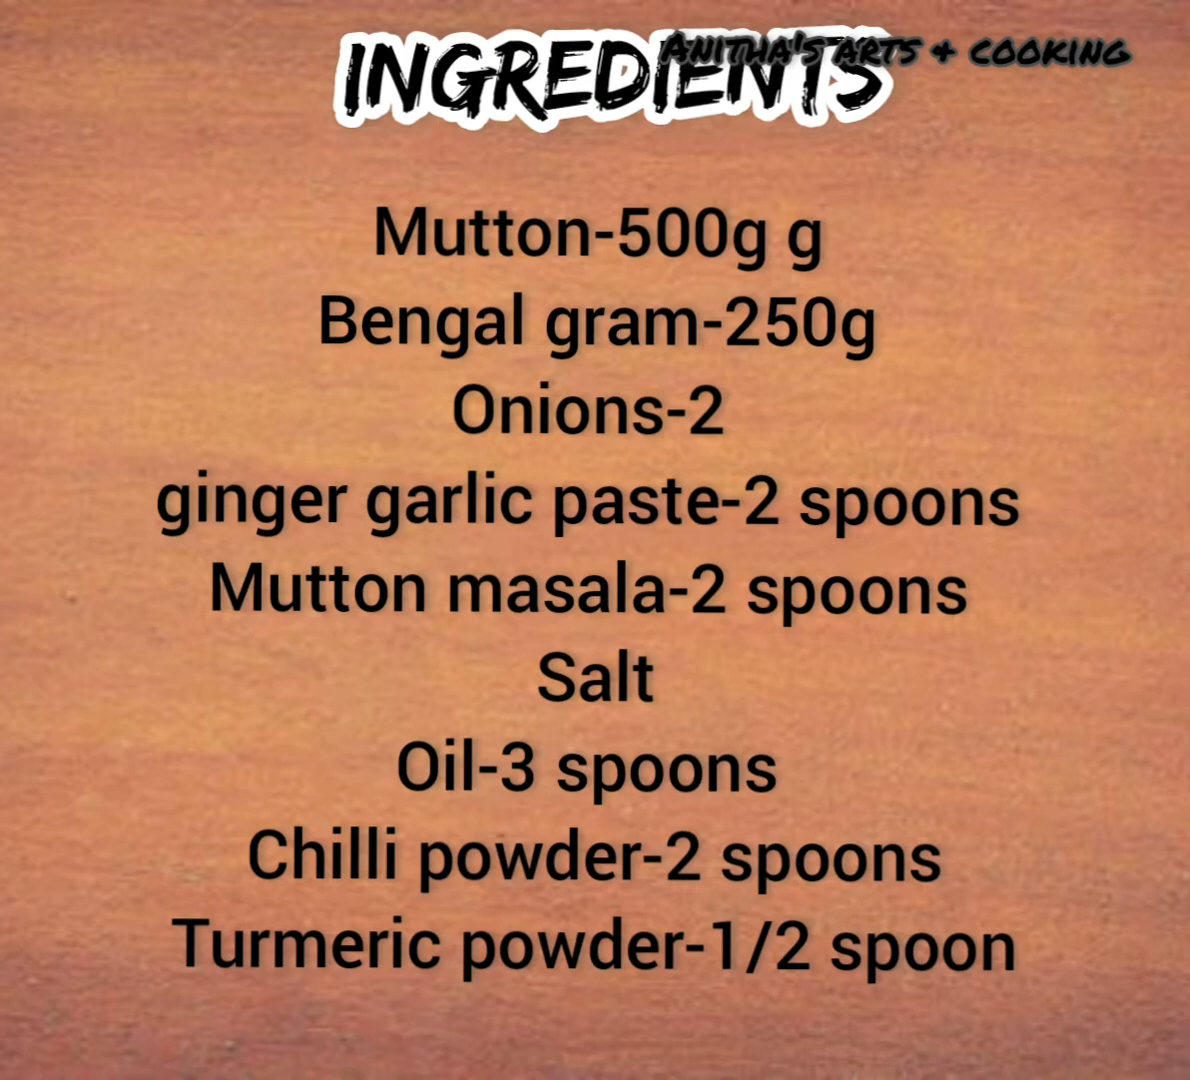 INGREDIENTS
Anitha's arts & cooking
Mutton-500g g
Bengal gram-250g
Onions-2
ginger garlic paste-2 spoons
Mutton masala-2 spoons
Salt
Oil-3 spoons
Chilli powder-2 spoons
Turmeric powder-1/2 spoon